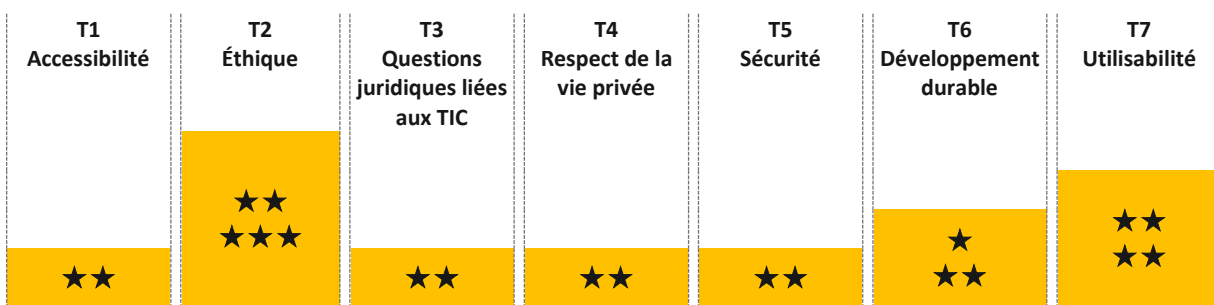 T1
Accessibilité
T2
Éthique
T3
Questions
juridiques liées
aux TIC
T4
Respect de la
vie privée
T5
Sécurité
T6
Développement
durable
T7
Utilisabilité